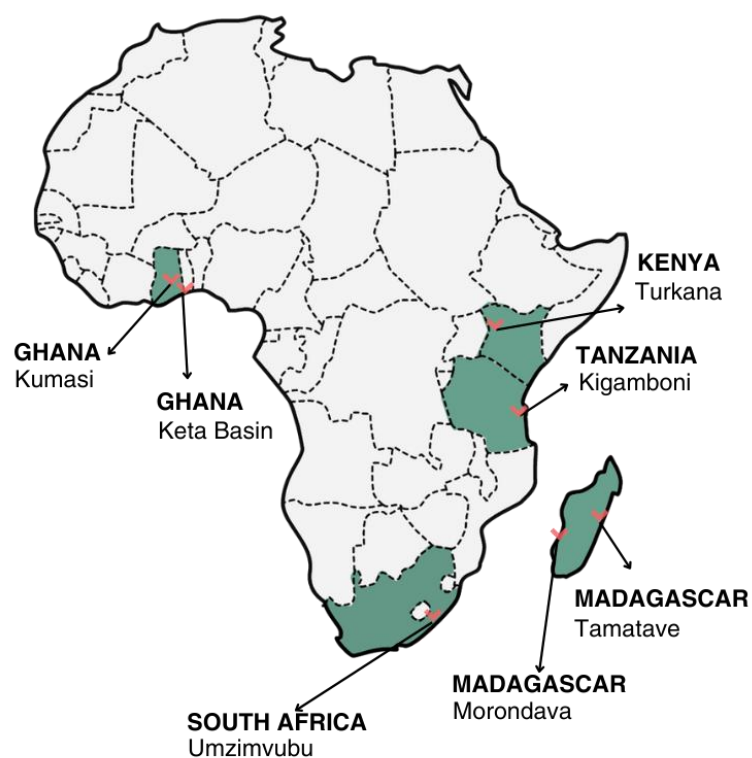 KENYA
Turkana
TANZANIA
Kigamboni
GHANA
Kumasi
GHANA
Keta Basin
MADAGASCAR
Tamatave
MADAGASCAR
Morondava
SOUTH AFRICA
Umzimvubu